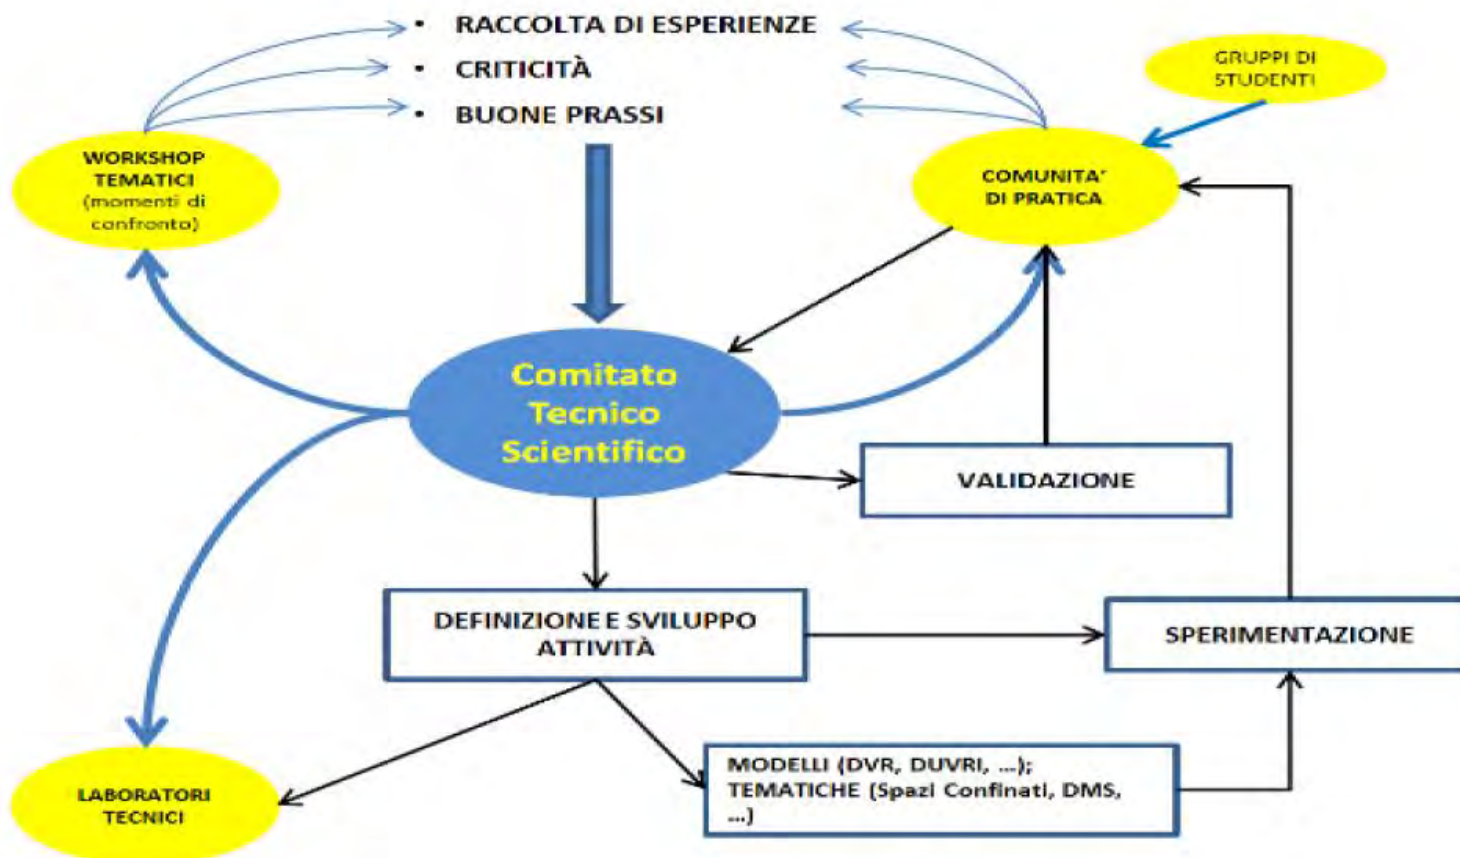 • RACCOLTA DI ESPERIENZE
• CRITICITÀ
• BUONE PRASSI
GRUPPI DI
STUDENTI
WORKSHOP
TEMATICI
(momenti di
confronto)
COMUNITA'
DI PRATICA
Comitato
Tecnico
Scientifico
VALIDAZIONE
DEFINIZIONE E SVILUPPO
ATTIVITÀ
SPERIMENTAZIONE
LABORATORI
TECNICI
MODELLI (DVR, DUVRI, ...);
TEMATICHE (Spazi Confinati, DMS,
...)